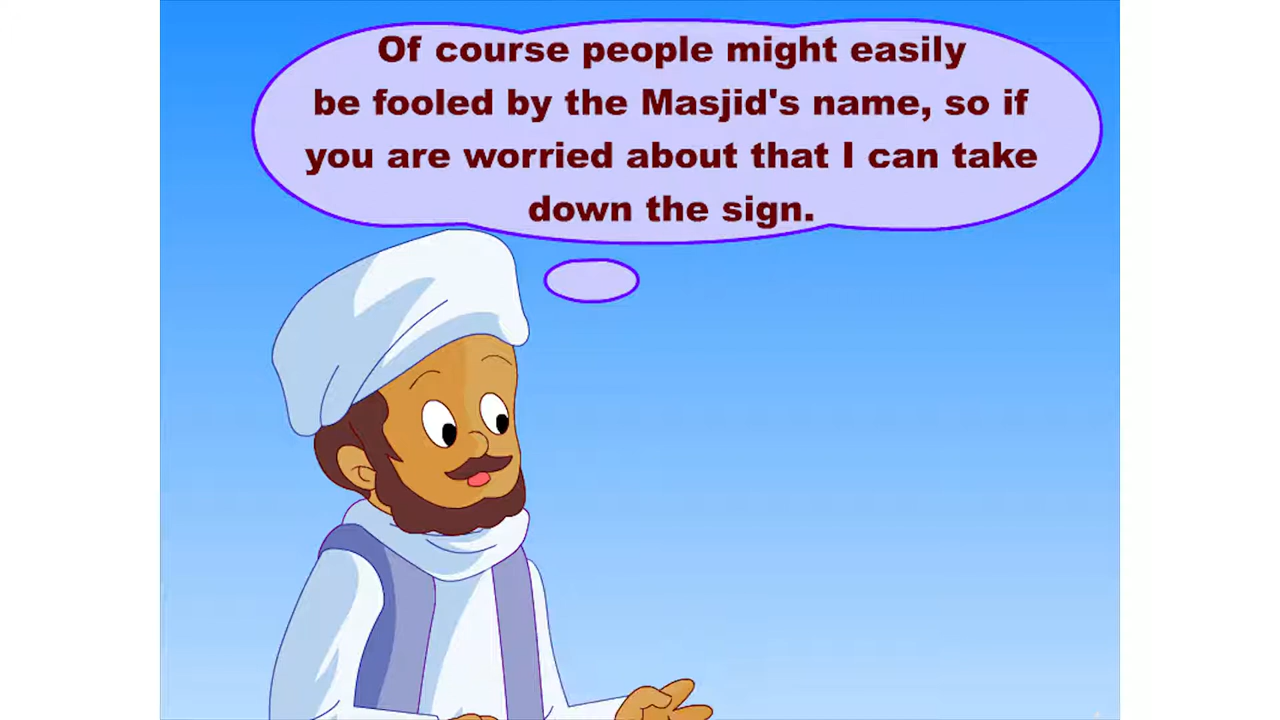 Of course people might easily
be fooled by the Masjid's name, so if
you are worried about that I can take
down the sign.